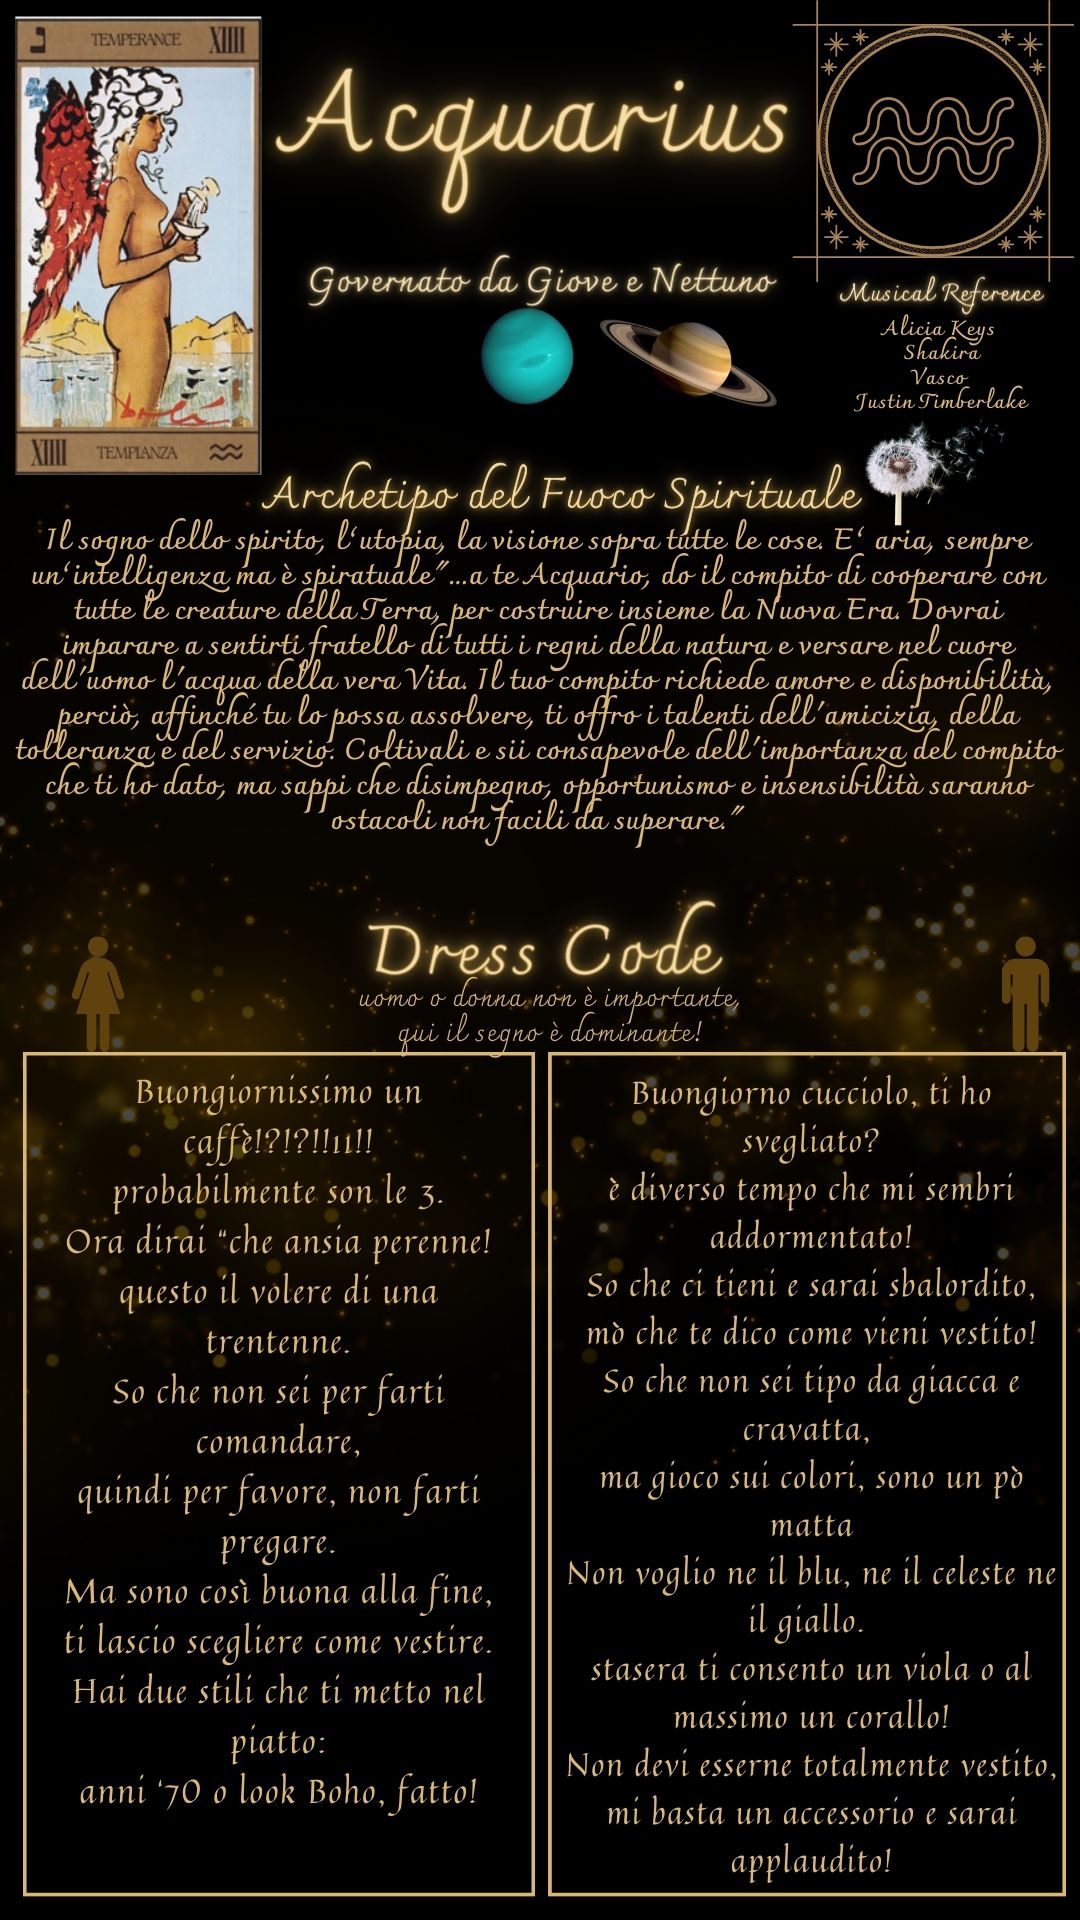 נ TEMPERANCE XIIII
Acquarius
Governato da Giove e Nettuno
Musical Reference
Alicia Keys
Shakira
Vasco
Justin Timberlake
Dalí
XIIII TEMPLANZA
Archetipo del Fuoco Spirituale
Il sogno dello spirito, l‘utopia, la visione sopra tutte le cose. E‘ aria, sempre
un‘intelligenza ma è spiratuale”...a te Acquario, do il compito di cooperare con
tutte le creature della Terra, per costruire insieme la Nuova Era. Dovrai
imparare a sentirti fratello di tutti i regni della natura e versare nel cuore
dell'uomo l'acqua della vera Vita. Il tuo compito richiede amore e disponibilità,
perciò, affinché tu lo possa assolvere, ti offro i talenti dell'amicizia, della
tolleranza e del servizio. Coltivali e sii consapevole dell'importanza del compito
che ti ho dato, ma sappi che disimpegno, opportunismo e insensibilità saranno
ostacoli non facili da superare.”
Dress Code
uomo o donna non è importante,
qui il segno è dominante!
Buongiornissimo un
caffè!?!?!!11!!
probabilmente son le 3.
Ora dirai “che ansia perenne!
questo il volere di una
trentenne.
So che non sei per farti
comandare,
quindi per favore, non farti
pregare.
Ma sono così buona alla fine,
ti lascio scegliere come vestire.
Hai due stili che ti metto nel
piatto:
anni ‘70 o look Boho, fatto!
Buongiorno cucciolo, ti ho
svegliato?
è diverso tempo che mi sembri
addormentato!
So che ci tieni e sarai sbalordito,
mò che te dico come vieni vestito!
So che non sei tipo da giacca e
cravatta,
ma gioco sui colori, sono un pò
matta
Non voglio ne il blu, ne il celeste ne
il giallo.
stasera ti consento un viola o al
massimo un corallo!
Non devi esserne totalmente vestito,
mi basta un accessorio e sarai
applaudito!